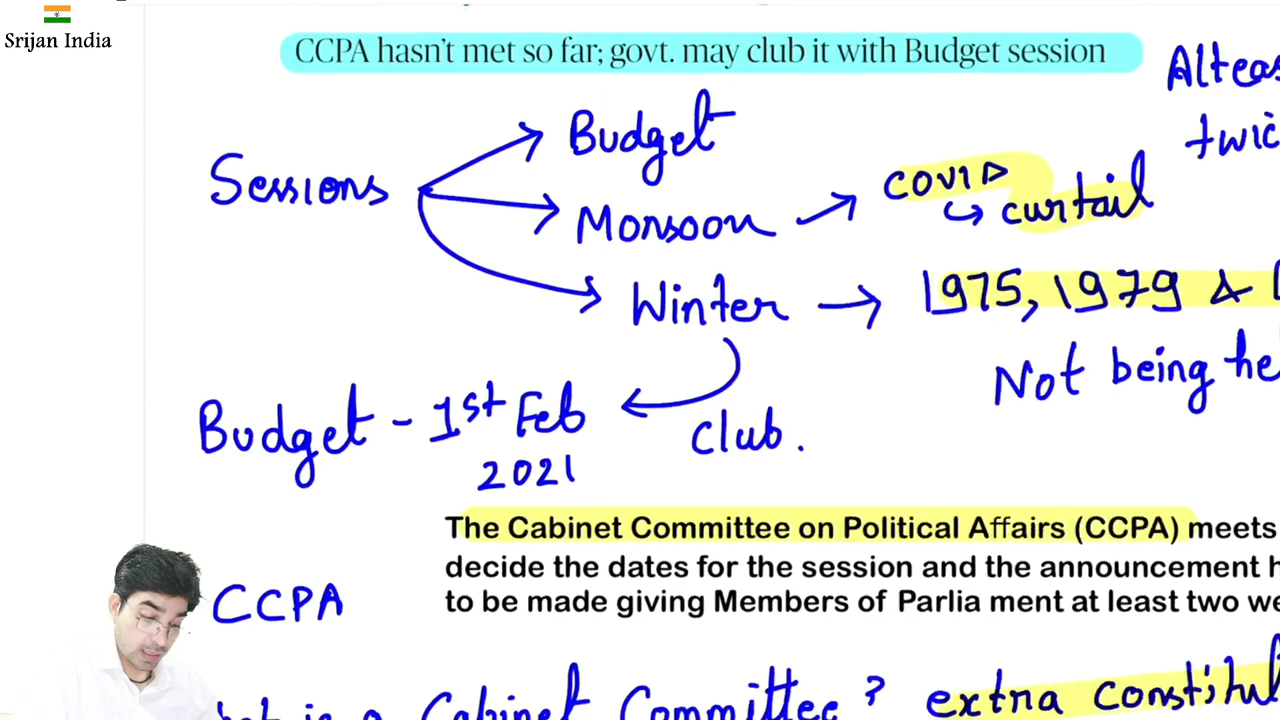 Srijan India
CCPA hasn't met so far; govt. may club it with Budget session
Sessions
Budget
Monsoon
covid
curtail
Winter
1975, 1979 &
Not being
Budget - 1st Feb
2021
club.
The Cabinet Committee on Political Affairs (CCPA) meets
decide the dates for the session and the announcement
to be made giving Members of Parlia ment at least two
CCPA
is a Cabinet Committee? extra